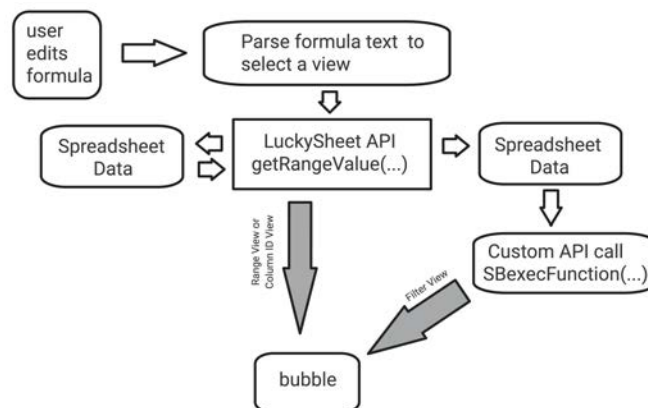 user
edits
formula
Parse formula text to
select a view
Spreadsheet
Data
LuckySheet API
getRangeValue(...)
Spreadsheet
Data
Range View or
Column ID View
Custom API call
SBexecFunction(...)
Filter View
bubble